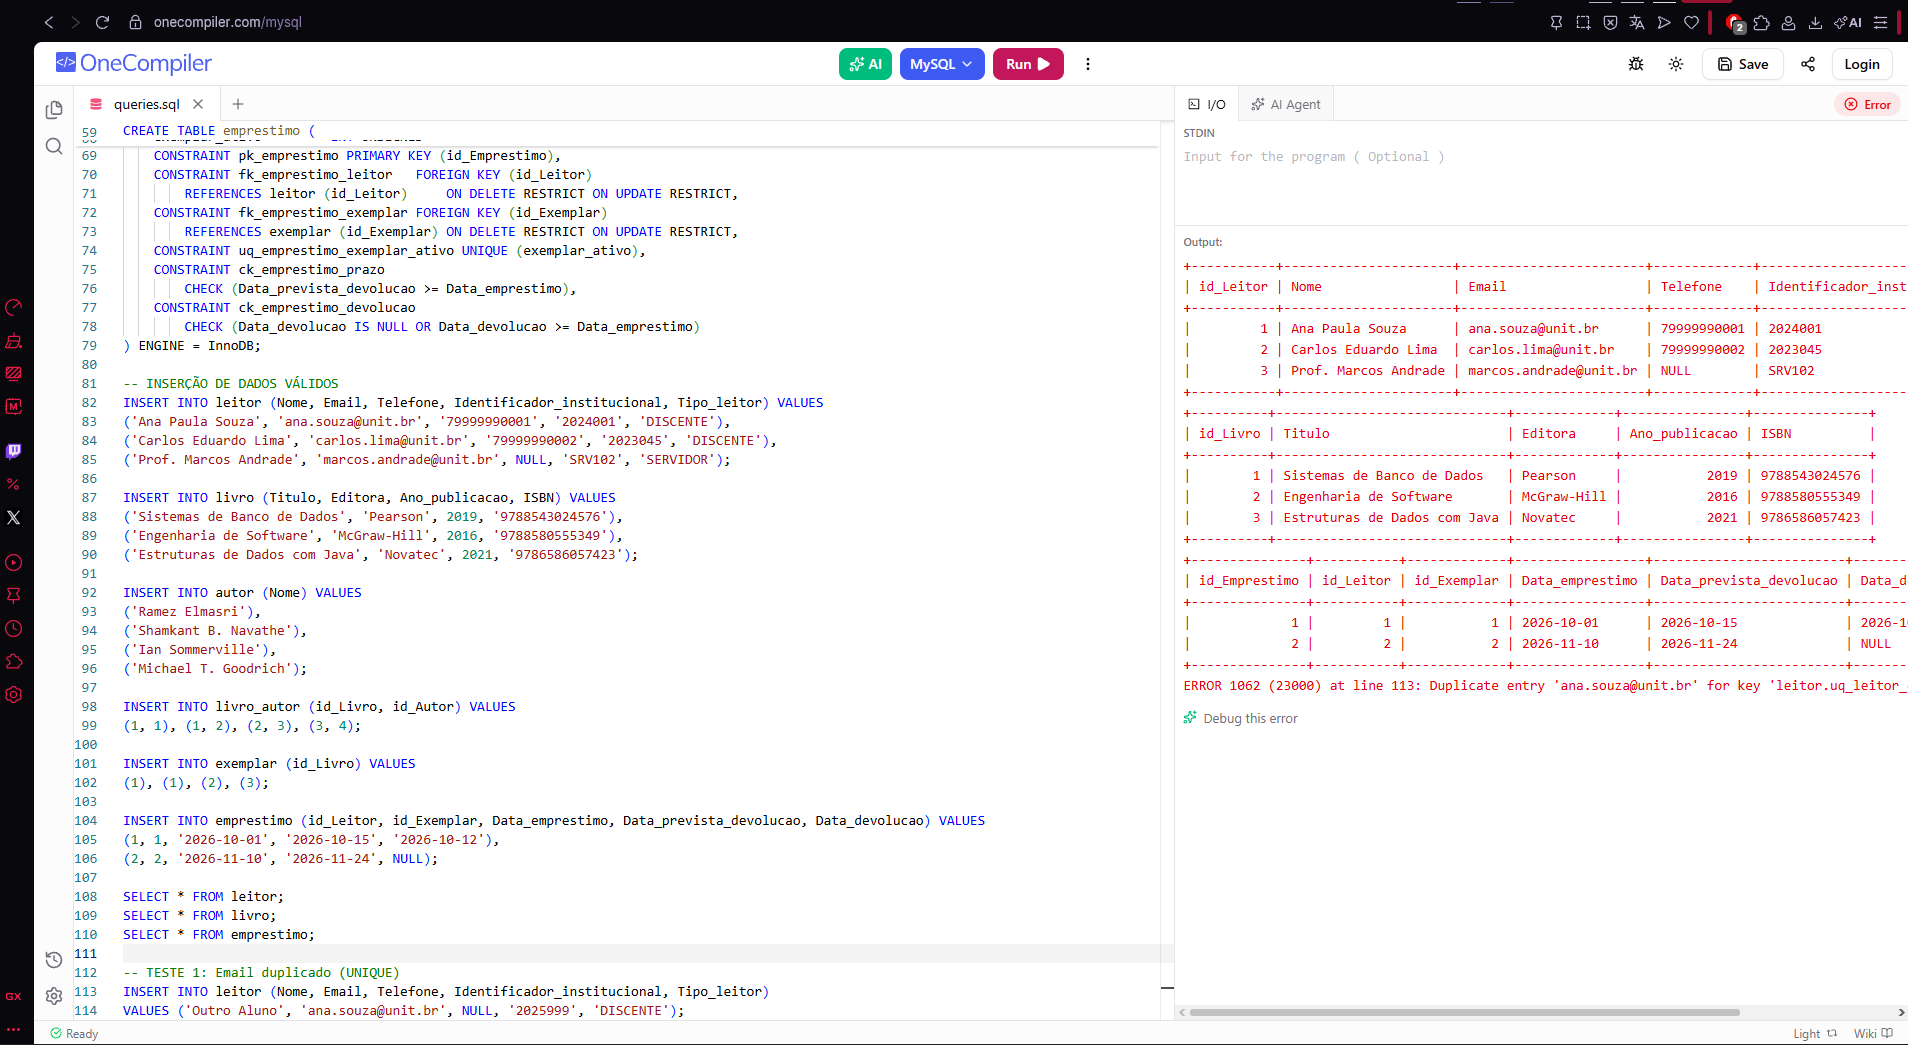 onecompiler.com/mysql
2
AI
</> OneCompiler
AI
MySQL
Run
Save
Login
queries.sql
I/O
AI Agent
Error
59 CREATE TABLE emprestimo (
69 CONSTRAINT pk_emprestimo PRIMARY KEY (id_Emprestimo),
70 CONSTRAINT fk_emprestimo_leitor   FOREIGN KEY (id_Leitor)
71 REFERENCES leitor (id_Leitor)     ON DELETE RESTRICT ON UPDATE RESTRICT,
72 CONSTRAINT fk_emprestimo_exemplar FOREIGN KEY (id_Exemplar)
73 REFERENCES exemplar (id_Exemplar) ON DELETE RESTRICT ON UPDATE RESTRICT,
74 CONSTRAINT uq_emprestimo_exemplar_ativo UNIQUE (exemplar_ativo),
75 CONSTRAINT ck_emprestimo_prazo
76 CHECK (Data_prevista_devolucao >= Data_emprestimo),
77 CONSTRAINT ck_emprestimo_devolucao
78 CHECK (Data_devolucao IS NULL OR Data_devolucao >= Data_emprestimo)
79 ) ENGINE = InnoDB;
80
81 -- INSERÇÃO DE DADOS VÁLIDOS
82 INSERT INTO leitor (Nome, Email, Telefone, Identificador_institucional, Tipo_leitor) VALUES
83 ('Ana Paula Souza', 'ana.souza@unit.br', '79999990001', '2024001', 'DISCENTE'),
84 ('Carlos Eduardo Lima', 'carlos.lima@unit.br', '79999990002', '2023045', 'DISCENTE'),
85 ('Prof. Marcos Andrade', 'marcos.andrade@unit.br', NULL, 'SRV102', 'SERVIDOR');
86
87 INSERT INTO livro (Titulo, Editora, Ano_publicacao, ISBN) VALUES
88 ('Sistemas de Banco de Dados', 'Pearson', 2019, '9788543024576'),
89 ('Engenharia de Software', 'McGraw-Hill', 2016, '9788580555349'),
90 ('Estruturas de Dados com Java', 'Novatec', 2021, '9786586057423');
91
92 INSERT INTO autor (Nome) VALUES
93 ('Ramez Elmasri'),
94 ('Shamkant B. Navathe'),
95 ('Ian Sommerville'),
96 ('Michael T. Goodrich');
97
98 INSERT INTO livro_autor (id_Livro, id_Autor) VALUES
99 (1, 1), (1, 2), (2, 3), (3, 4);
100
101 INSERT INTO exemplar (id_Livro) VALUES
102 (1), (1), (2), (3);
103
104 INSERT INTO emprestimo (id_Leitor, id_Exemplar, Data_emprestimo, Data_prevista_devolucao, Data_devolucao) VALUES
105 (1, 1, '2026-10-01', '2026-10-15', '2026-10-12'),
106 (2, 2, '2026-11-10', '2026-11-24', NULL);
107
108 SELECT * FROM leitor;
109 SELECT * FROM livro;
110 SELECT * FROM emprestimo;
111
112 -- TESTE 1: Email duplicado (UNIQUE)
113 INSERT INTO leitor (Nome, Email, Telefone, Identificador_institucional, Tipo_leitor)
114 VALUES ('Outro Aluno', 'ana.souza@unit.br', NULL, '2025999', 'DISCENTE');
STDIN
Input for the program ( Optional )
Output:
| id_Leitor | Nome | Email | Telefone | Identificador_inst
| 1 | Ana Paula Souza | ana.souza@unit.br | 79999990001 | 2024001
| 2 | Carlos Eduardo Lima | carlos.lima@unit.br | 79999990002 | 2023045
| 3 | Prof. Marcos Andrade | marcos.andrade@unit.br | NULL | SRV102
| id_Livro | Titulo | Editora | Ano_publicacao | ISBN |
| 1 | Sistemas de Banco de Dados | Pearson | 2019 | 9788543024576 |
| 2 | Engenharia de Software | McGraw-Hill | 2016 | 9788580555349 |
| 3 | Estruturas de Dados com Java | Novatec | 2021 | 9786586057423 |
| id_Emprestimo | id_Leitor | id_Exemplar | Data_emprestimo | Data_prevista_devolucao | Data_d
| 1 | 1 | 1 | 2026-10-01 | 2026-10-15 | 2026-1
| 2 | 2 | 2 | 2026-11-10 | 2026-11-24 | NULL
ERROR 1062 (23000) at line 113: Duplicate entry 'ana.souza@unit.br' for key 'leitor.uq_leitor_
Debug this error
GX
Ready
Light
Wiki